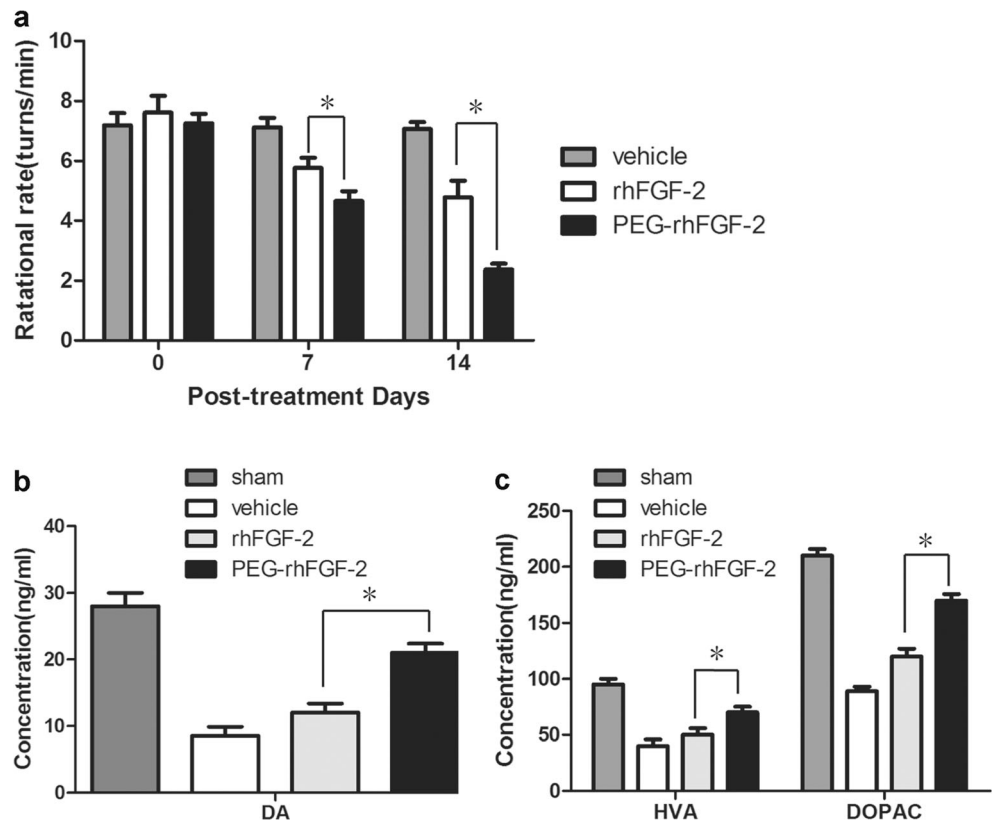 a
Ratational rate(turns/min)
10
8
6
4
2
0
* *
0 7 14
Post-treatment Days
vehicle
rhFGF-2
PEG-rhFGF-2
b
sham
vehicle
rhFGF-2
PEG-rhFGF-2
Concentration(ng/ml)
40
30
20
10
0
*
DA
c
sham
vehicle
rhFGF-2
PEG-rhFGF-2
Concentration(ng/ml)
250
200
150
100
50
0
* *
HVA DOPAC